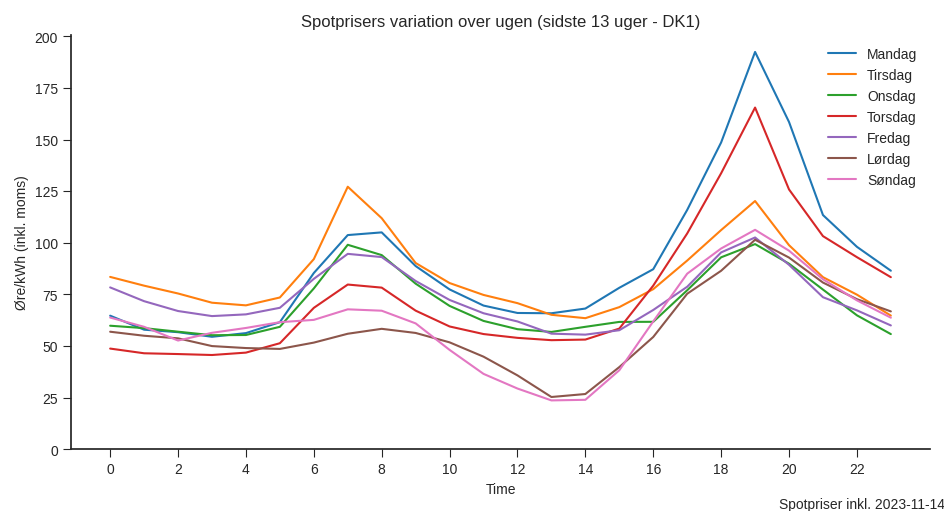 Spotprisers variation over ugen (sidste 13 uger - DK1)
Øre/kWh (inkl. moms)
200
175
150
125
100
75
50
25
0
Mandag
Tirsdag
Onsdag
Torsdag
Fredag
Lørdag
Søndag
0 2 4 6 8 10 12 14 16 18 20 22
Time
Spotpriser inkl. 2023-11-14